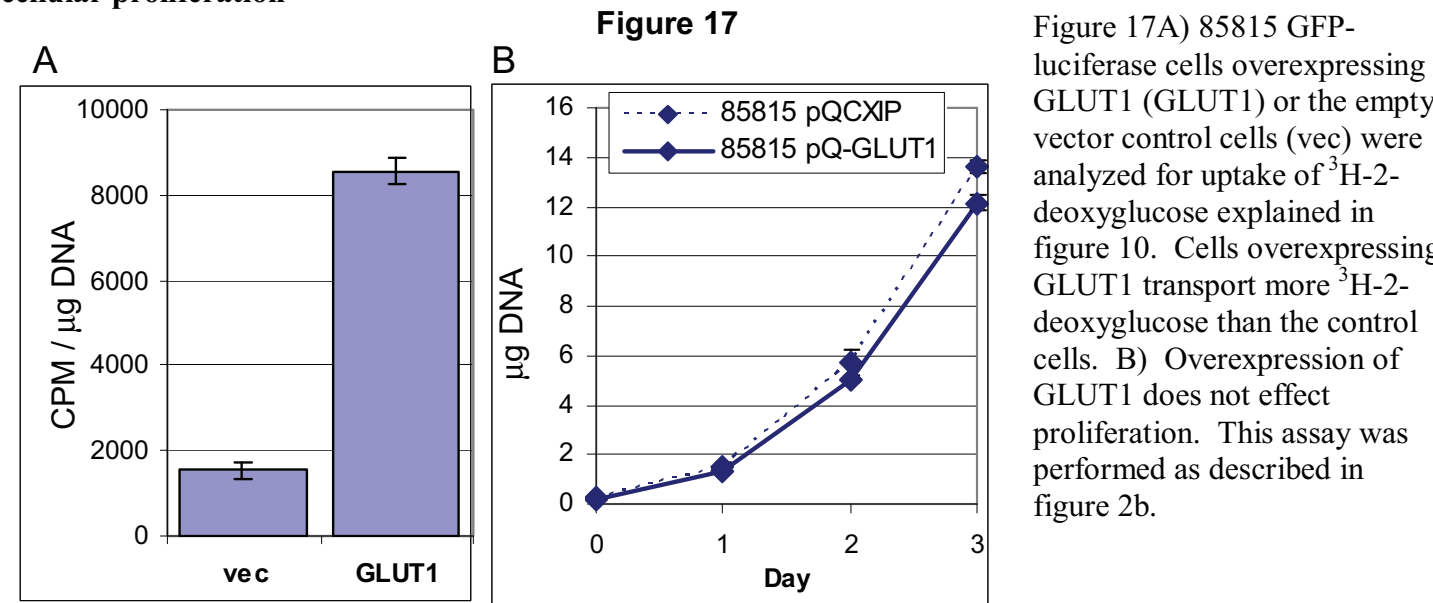 cellular proliferation
Figure 17
A
10000
8000
6000
4000
2000
0
CPM / µg DNA
vec
GLUT1
B
16
14
12
10
8
6
4
2
0
µg DNA
85815 pQCXIP
85815 pQ-GLUT1
0
1
2
3
Day
Figure 17A) 85815 GFP-
luciferase cells overexpressing
GLUT1 (GLUT1) or the empty
vector control cells (vec) were
analyzed for uptake of ³H-2-
deoxyglucose explained in
figure 10. Cells overexpressing
GLUT1 transport more ³H-2-
deoxyglucose than the control
cells. B) Overexpression of
GLUT1 does not effect
proliferation. This assay was
performed as described in
figure 2b.